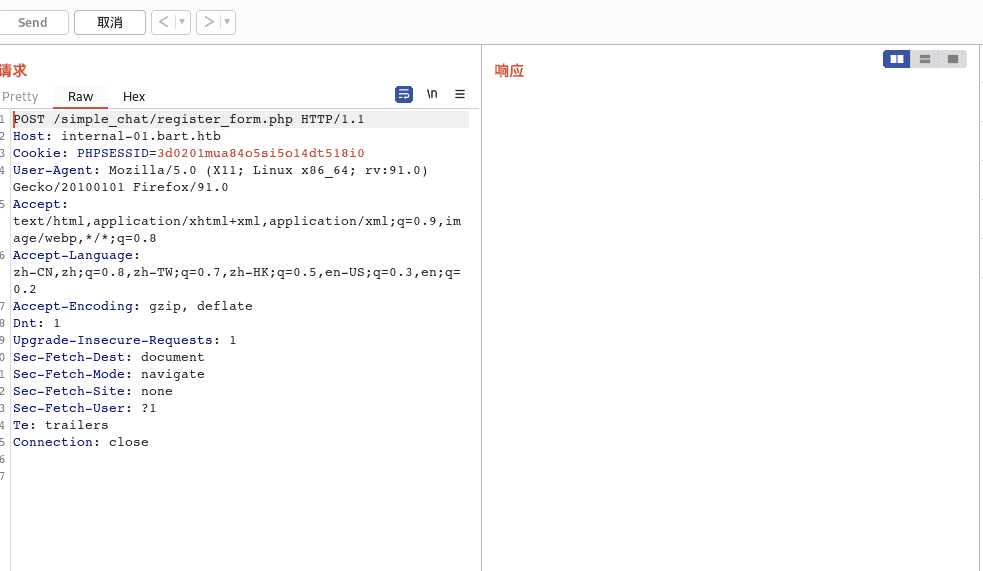 Send 取消 < >
请求
Pretty Raw Hex \n
1 POST /simple_chat/register_form.php HTTP/1.1
2 Host: internal-01.bart.htb
3 Cookie: PHPSESSID=3d0201mua84o5si5o14dt518i0
4 User-Agent: Mozilla/5.0 (X11; Linux x86_64; rv:91.0)
Gecko/20100101 Firefox/91.0
5 Accept:
text/html,application/xhtml+xml,application/xml;q=0.9,im
age/webp,*/*;q=0.8
6 Accept-Language:
zh-CN,zh;q=0.8,zh-TW;q=0.7,zh-HK;q=0.5,en-US;q=0.3,en;q=
0.2
7 Accept-Encoding: gzip, deflate
8 Dnt: 1
9 Upgrade-Insecure-Requests: 1
0 Sec-Fetch-Dest: document
1 Sec-Fetch-Mode: navigate
2 Sec-Fetch-Site: none
3 Sec-Fetch-User: ?1
4 Te: trailers
5 Connection: close
6
7
响应